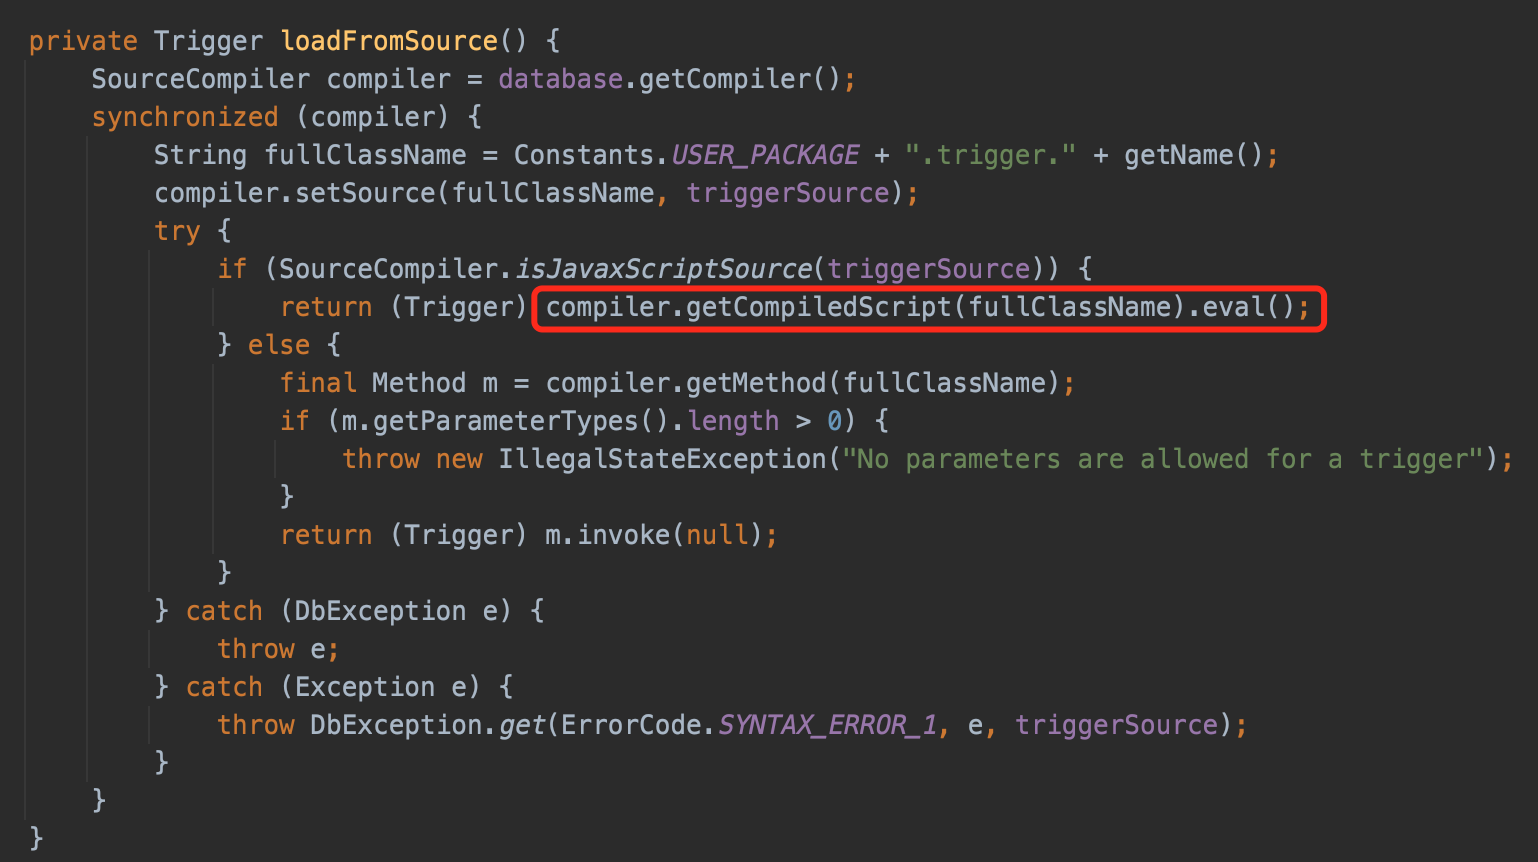 private Trigger loadFromSource() {
    SourceCompiler compiler = database.getCompiler();
    synchronized (compiler) {
        String fullClassName = Constants.USER_PACKAGE + ".trigger." + getName();
        compiler.setSource(fullClassName, triggerSource);
        try {
            if (SourceCompiler.isJavaxScriptSource(triggerSource)) {
                return (Trigger) compiler.getCompiledScript(fullClassName).eval();
            } else {
                final Method m = compiler.getMethod(fullClassName);
                if (m.getParameterTypes().length > 0) {
                    throw new IllegalStateException("No parameters are allowed for a trigger");
                }
                return (Trigger) m.invoke(null);
            }
        } catch (DbException e) {
            throw e;
        } catch (Exception e) {
            throw DbException.get(ErrorCode.SYNTAX_ERROR_1, e, triggerSource);
        }
    }
}